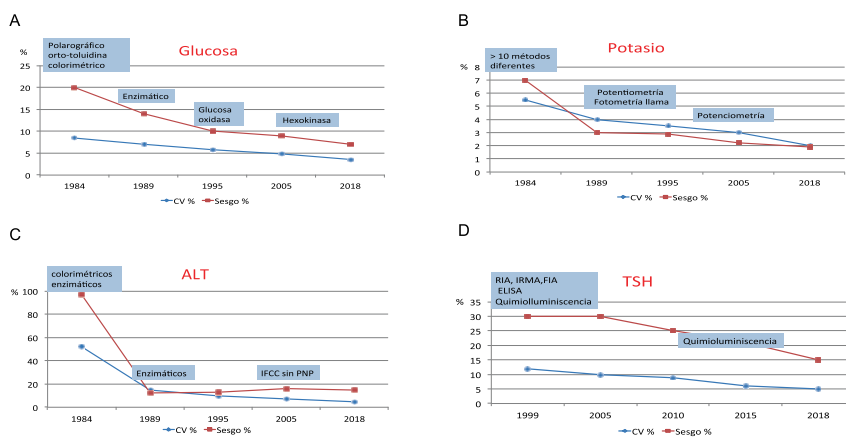 A
Glucosa
Polarográfico
orto-toluidina
colorimétrico
%
Enzimático
Glucosa
oxidasa
Hexokinasa
25
20
15
10
5
0
1984 1989 1995 2005 2018
CV % Sesgo %
B
Potasio
> 10 métodos
diferentes
%
Potentiometría
Fotometría llama
Potenciometría
8
7
6
5
4
3
2
1
0
1984 1989 1995 2005 2018
CV % Sesgo %
C
ALT
colorimétricos
enzimáticos
%
Enzimáticos
IFCC sin PNP
100
80
60
40
20
0
1984 1989 1995 2005 2018
CV % Sesgo %
D
TSH
RIA, IRMA,FIA
ELISA
Quimiolluminiscencia
%
Quimioluminiscencia
35
30
25
20
15
10
5
0
1999 2005 2010 2015 2018
CV % Sesgo %